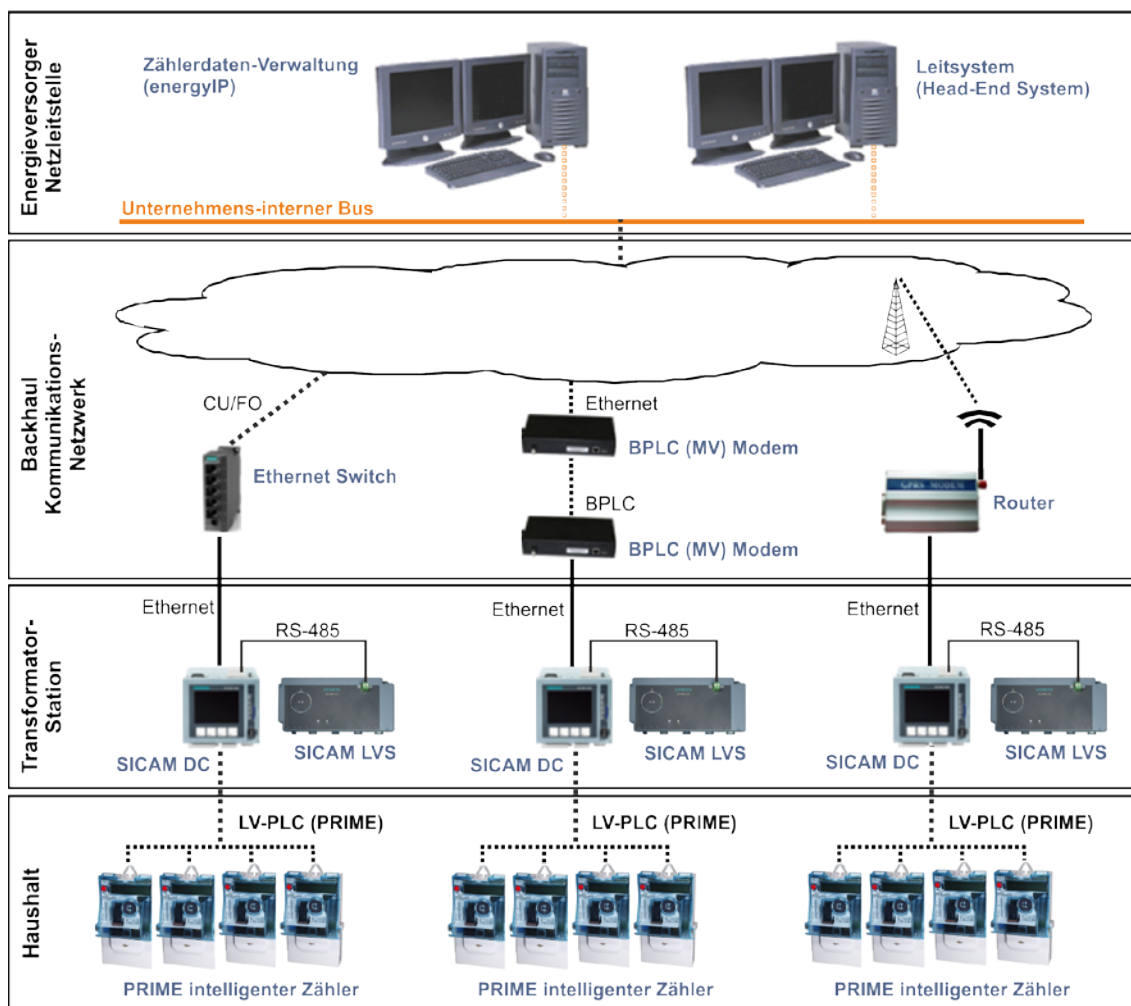 Energieversorger
Netzleitstelle
Zählerdaten-Verwaltung
(energyIP)
Leitsystem
(Head-End System)
Unternehmens-interner Bus
Backhaul
Kommunikations-
Netzwerk
CU/FO
Ethernet
BPLC (MV) Modem
Ethernet Switch
GPRS MODEM
Router
BPLC
BPLC (MV) Modem
Transformator-
Station
Ethernet
Ethernet
Ethernet
RS-485
RS-485
RS-485
SICAM LVS
SICAM LVS
SICAM LVS
SICAM DC
SICAM DC
SICAM DC
Haushalt
LV-PLC (PRIME)
LV-PLC (PRIME)
LV-PLC (PRIME)
PRIME intelligenter Zähler
PRIME intelligenter Zähler
PRIME intelligenter Zähler